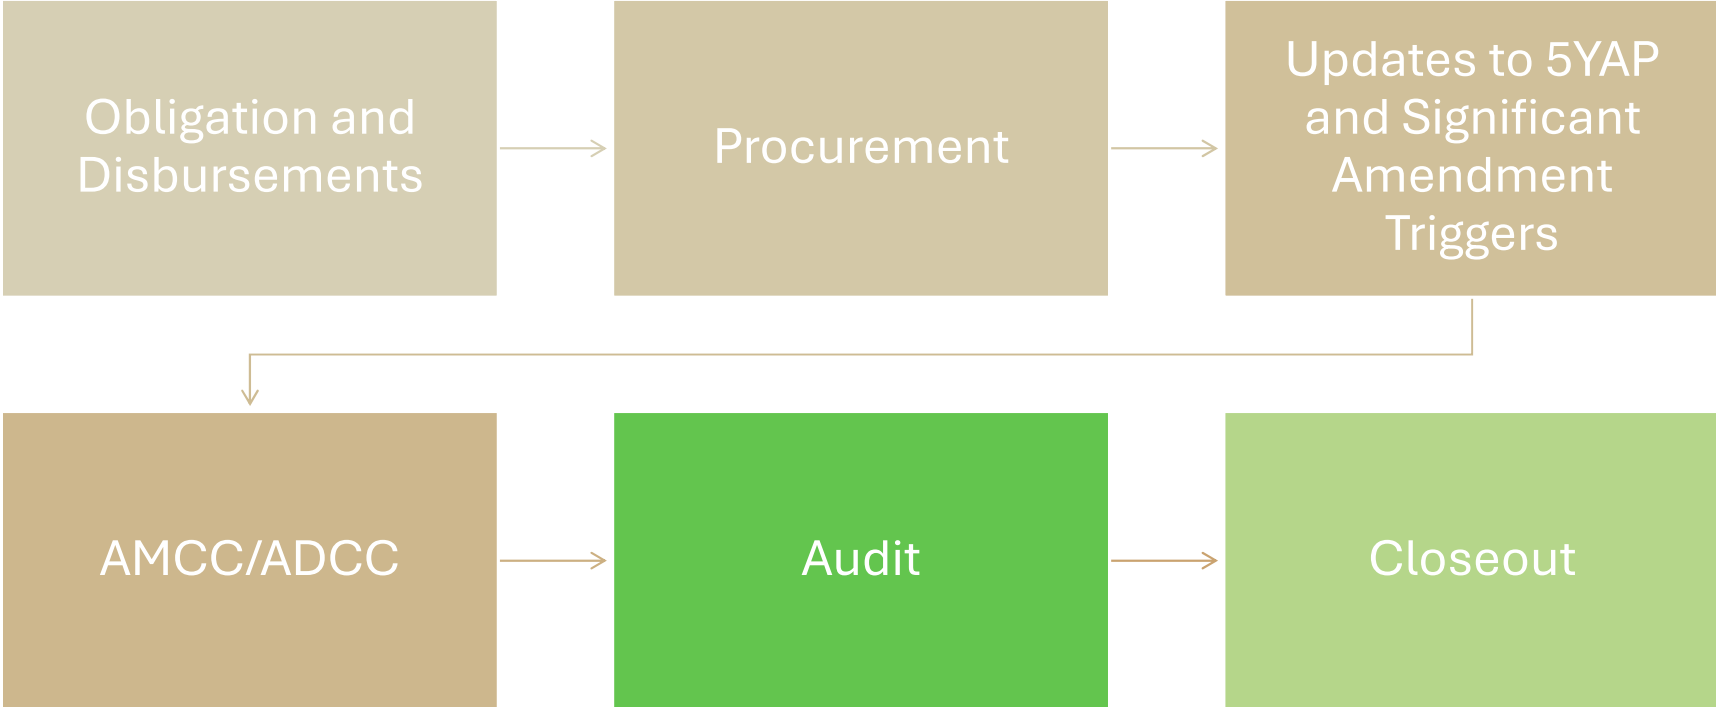 Obligation and
Disbursements
Procurement
Updates to 5YAP
and Significant
Amendment
Triggers
AMCC/ADCC
Audit
Closeout